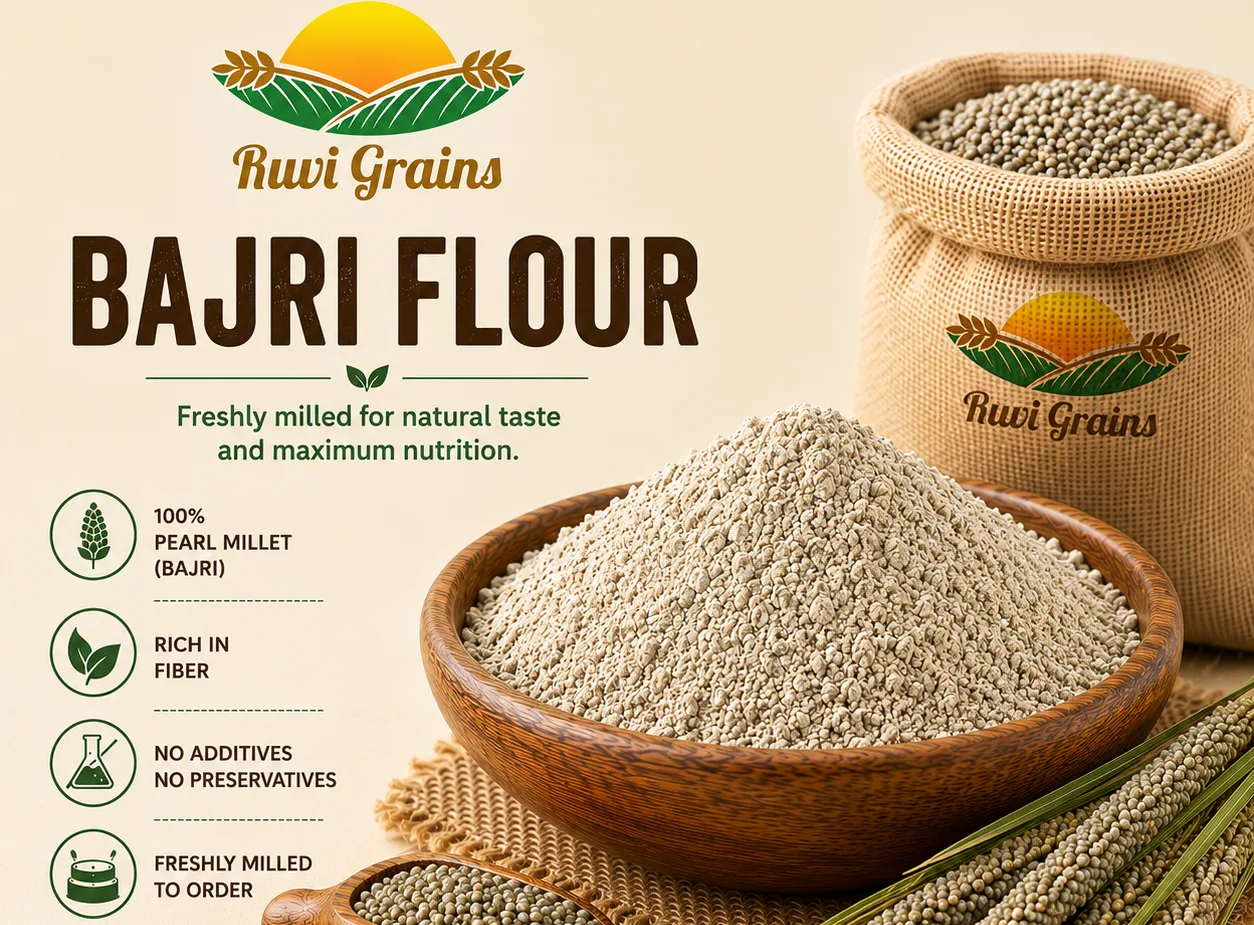 Ruvi Grains
BAJRI FLOUR
Freshly milled for natural taste
and maximum nutrition.
100%
PEARL MILLET
(BAJRI)
RICH IN
FIBER
NO ADDITIVES
NO PRESERVATIVES
FRESHLY MILLED
TO ORDER
Ruvi Grains